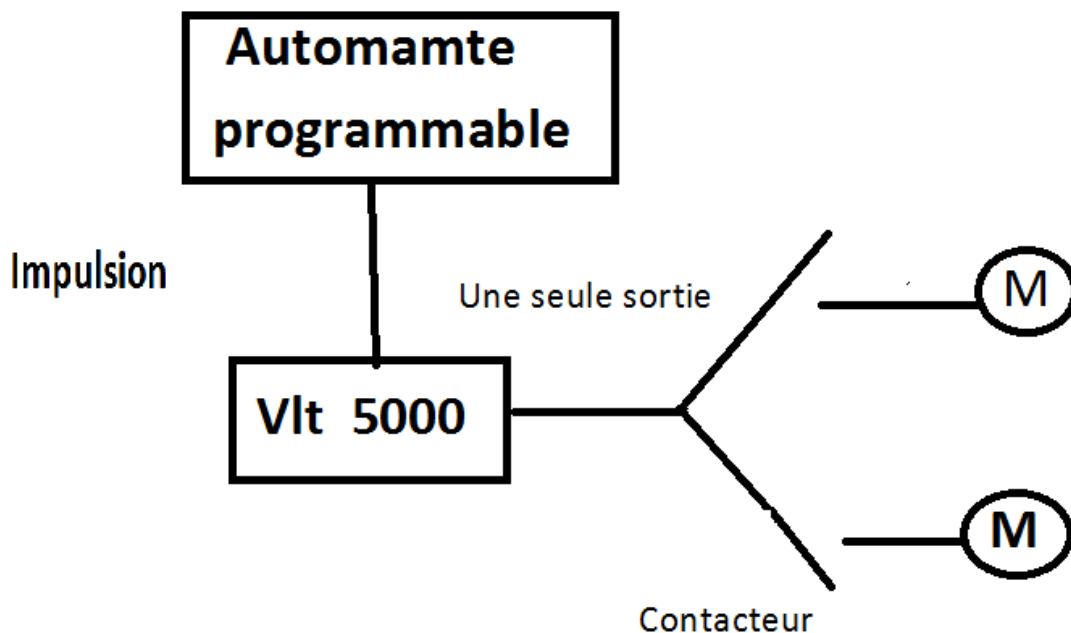 Automamte
programmable
Impulsion
Une seule sortie
M
Vlt 5000
M
Contacteur